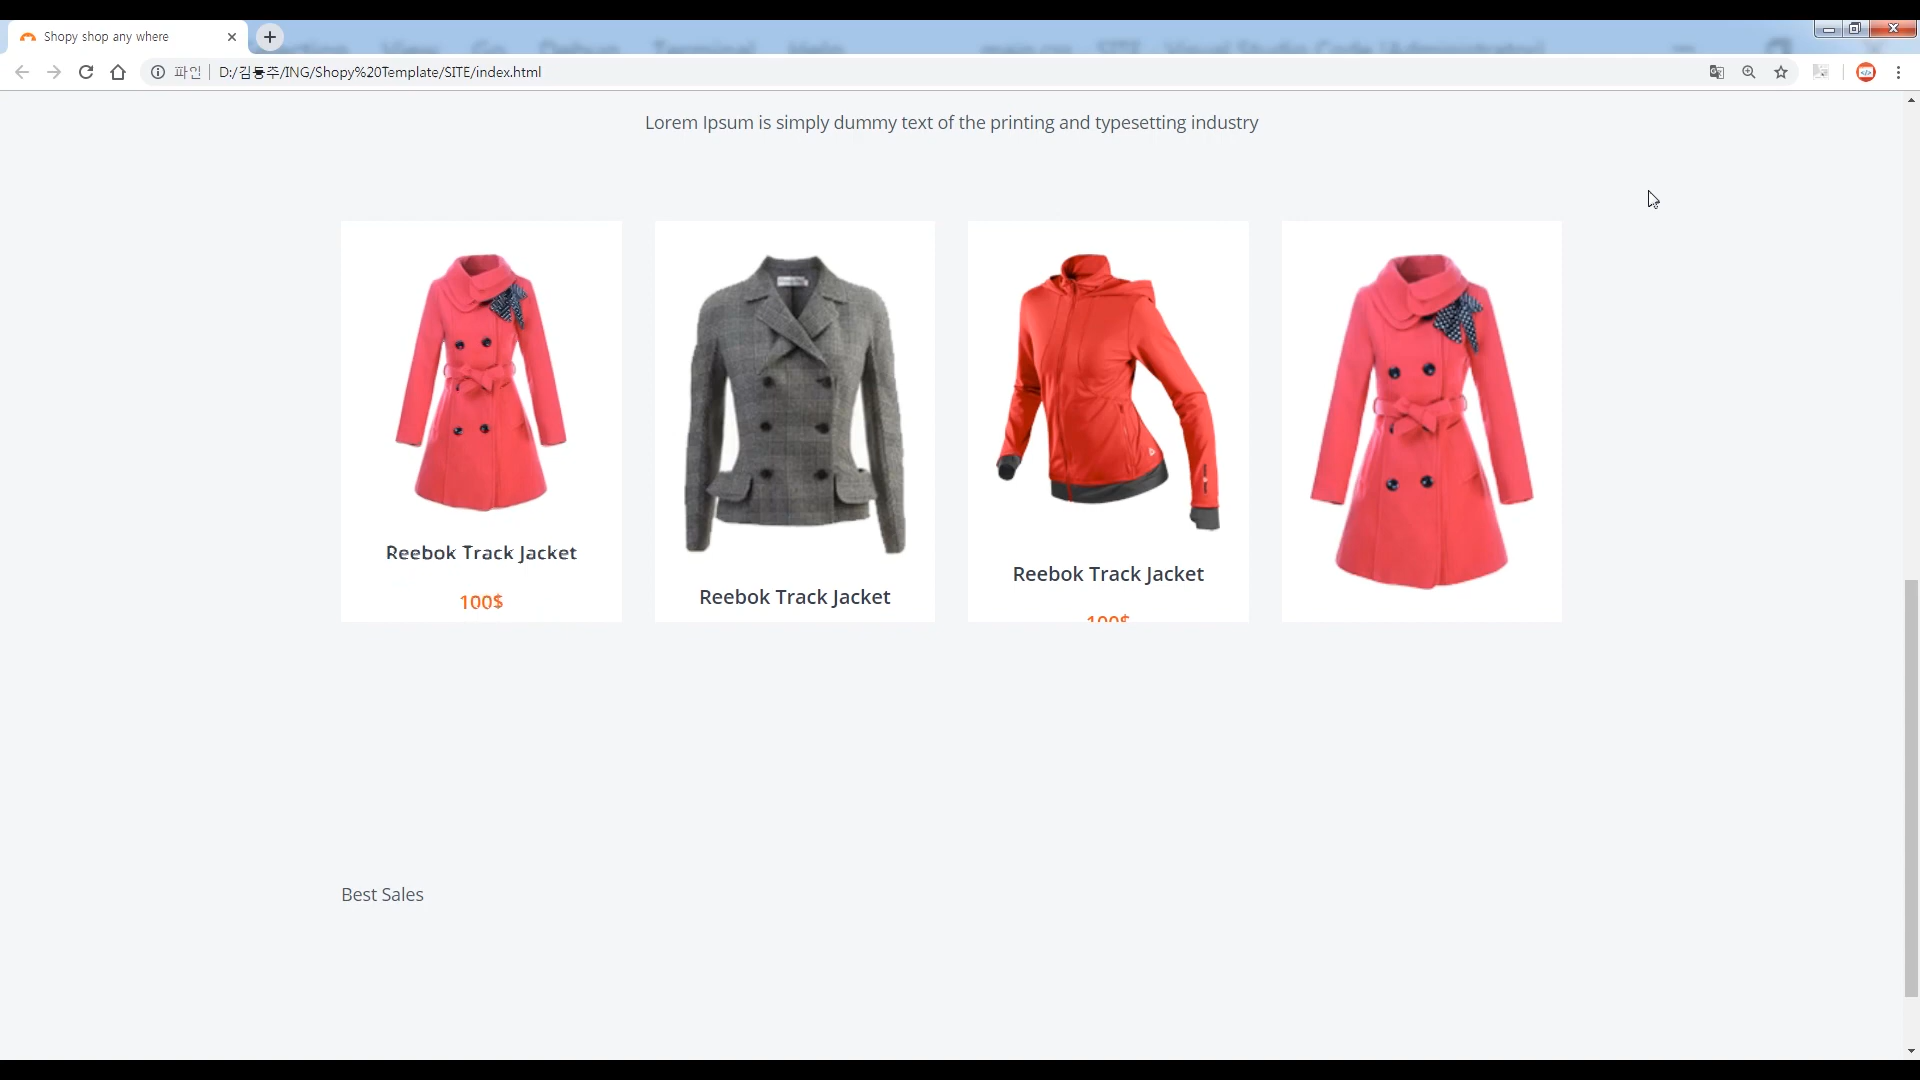 Shopy shop any where
파일 D:/김동주/ING/Shopy%20Template/SITE/index.html
Lorem Ipsum is simply dummy text of the printing and typesetting industry
Reebok Track Jacket
100$
Reebok Track Jacket
Reebok Track Jacket
100$
Best Sales